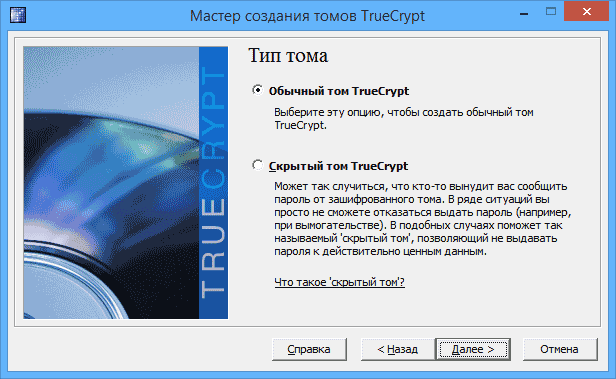 Мастер создания томов TrueCrypt
TRUECRYPT
Тип тома
Обычный том TrueCrypt
Выберите эту опцию, чтобы создать обычный том
TrueCrypt.
Скрытый том TrueCrypt
Может так случиться, что кто-то вынудит вас сообщить
пароль от зашифрованного тома. В ряде ситуаций вы
просто не сможете отказаться выдать пароль (например,
при вымогательстве). В подобных случаях поможет так
называемый 'скрытый том', позволяющий не выдавать
пароля к действительно ценным данным.
Что такое 'скрытый том'?
Справка
< Назад
Далее >
Отмена